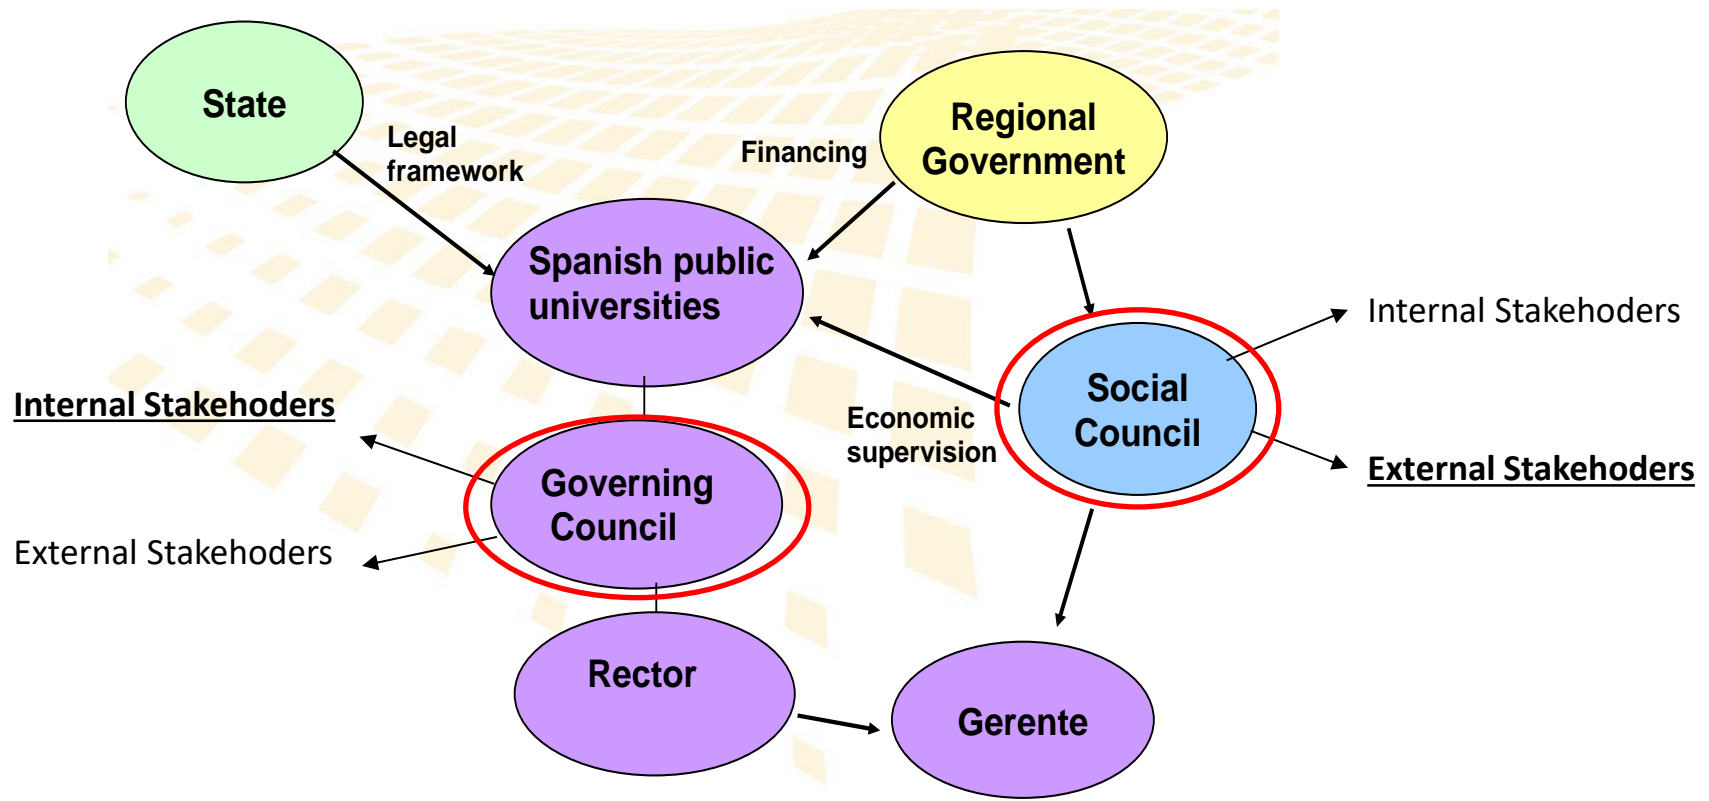 State
Legal
framework
Financing
Regional
Government
Spanish public
universities
Internal Stakehoders
Social
Council
Economic
supervision
External Stakehoders
Internal Stakehoders
Governing
Council
External Stakehoders
Rector
Gerente